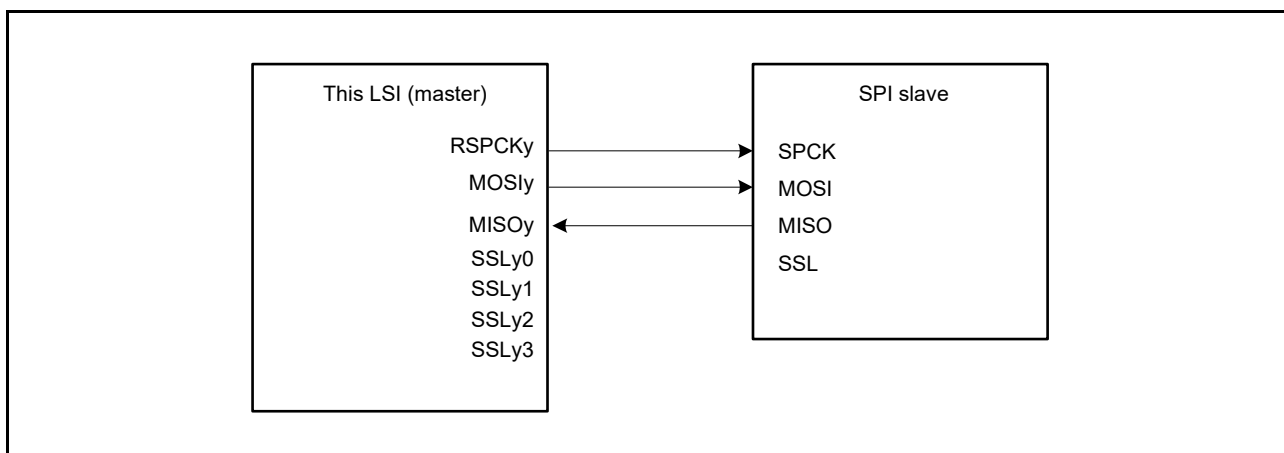 This LSI (master)
RSPCKy
MOSIy
MISOy
SSLy0
SSLy1
SSLy2
SSLy3
SPI slave
SPCK
MOSI
MISO
SSL